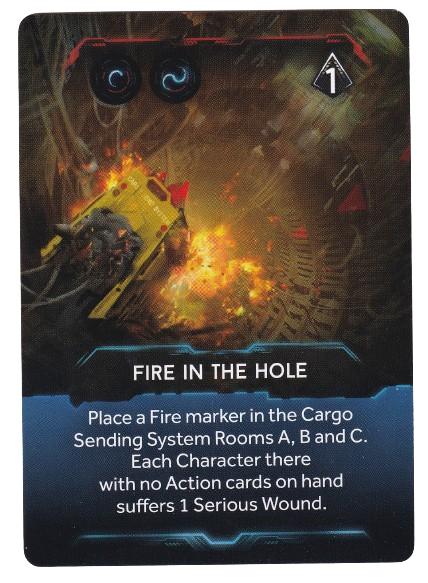 1
FIRE IN THE HOLE
Place a Fire marker in the Cargo
Sending System Rooms A, B and C.
Each Character there
with no Action cards on hand
suffers 1 Serious Wound.